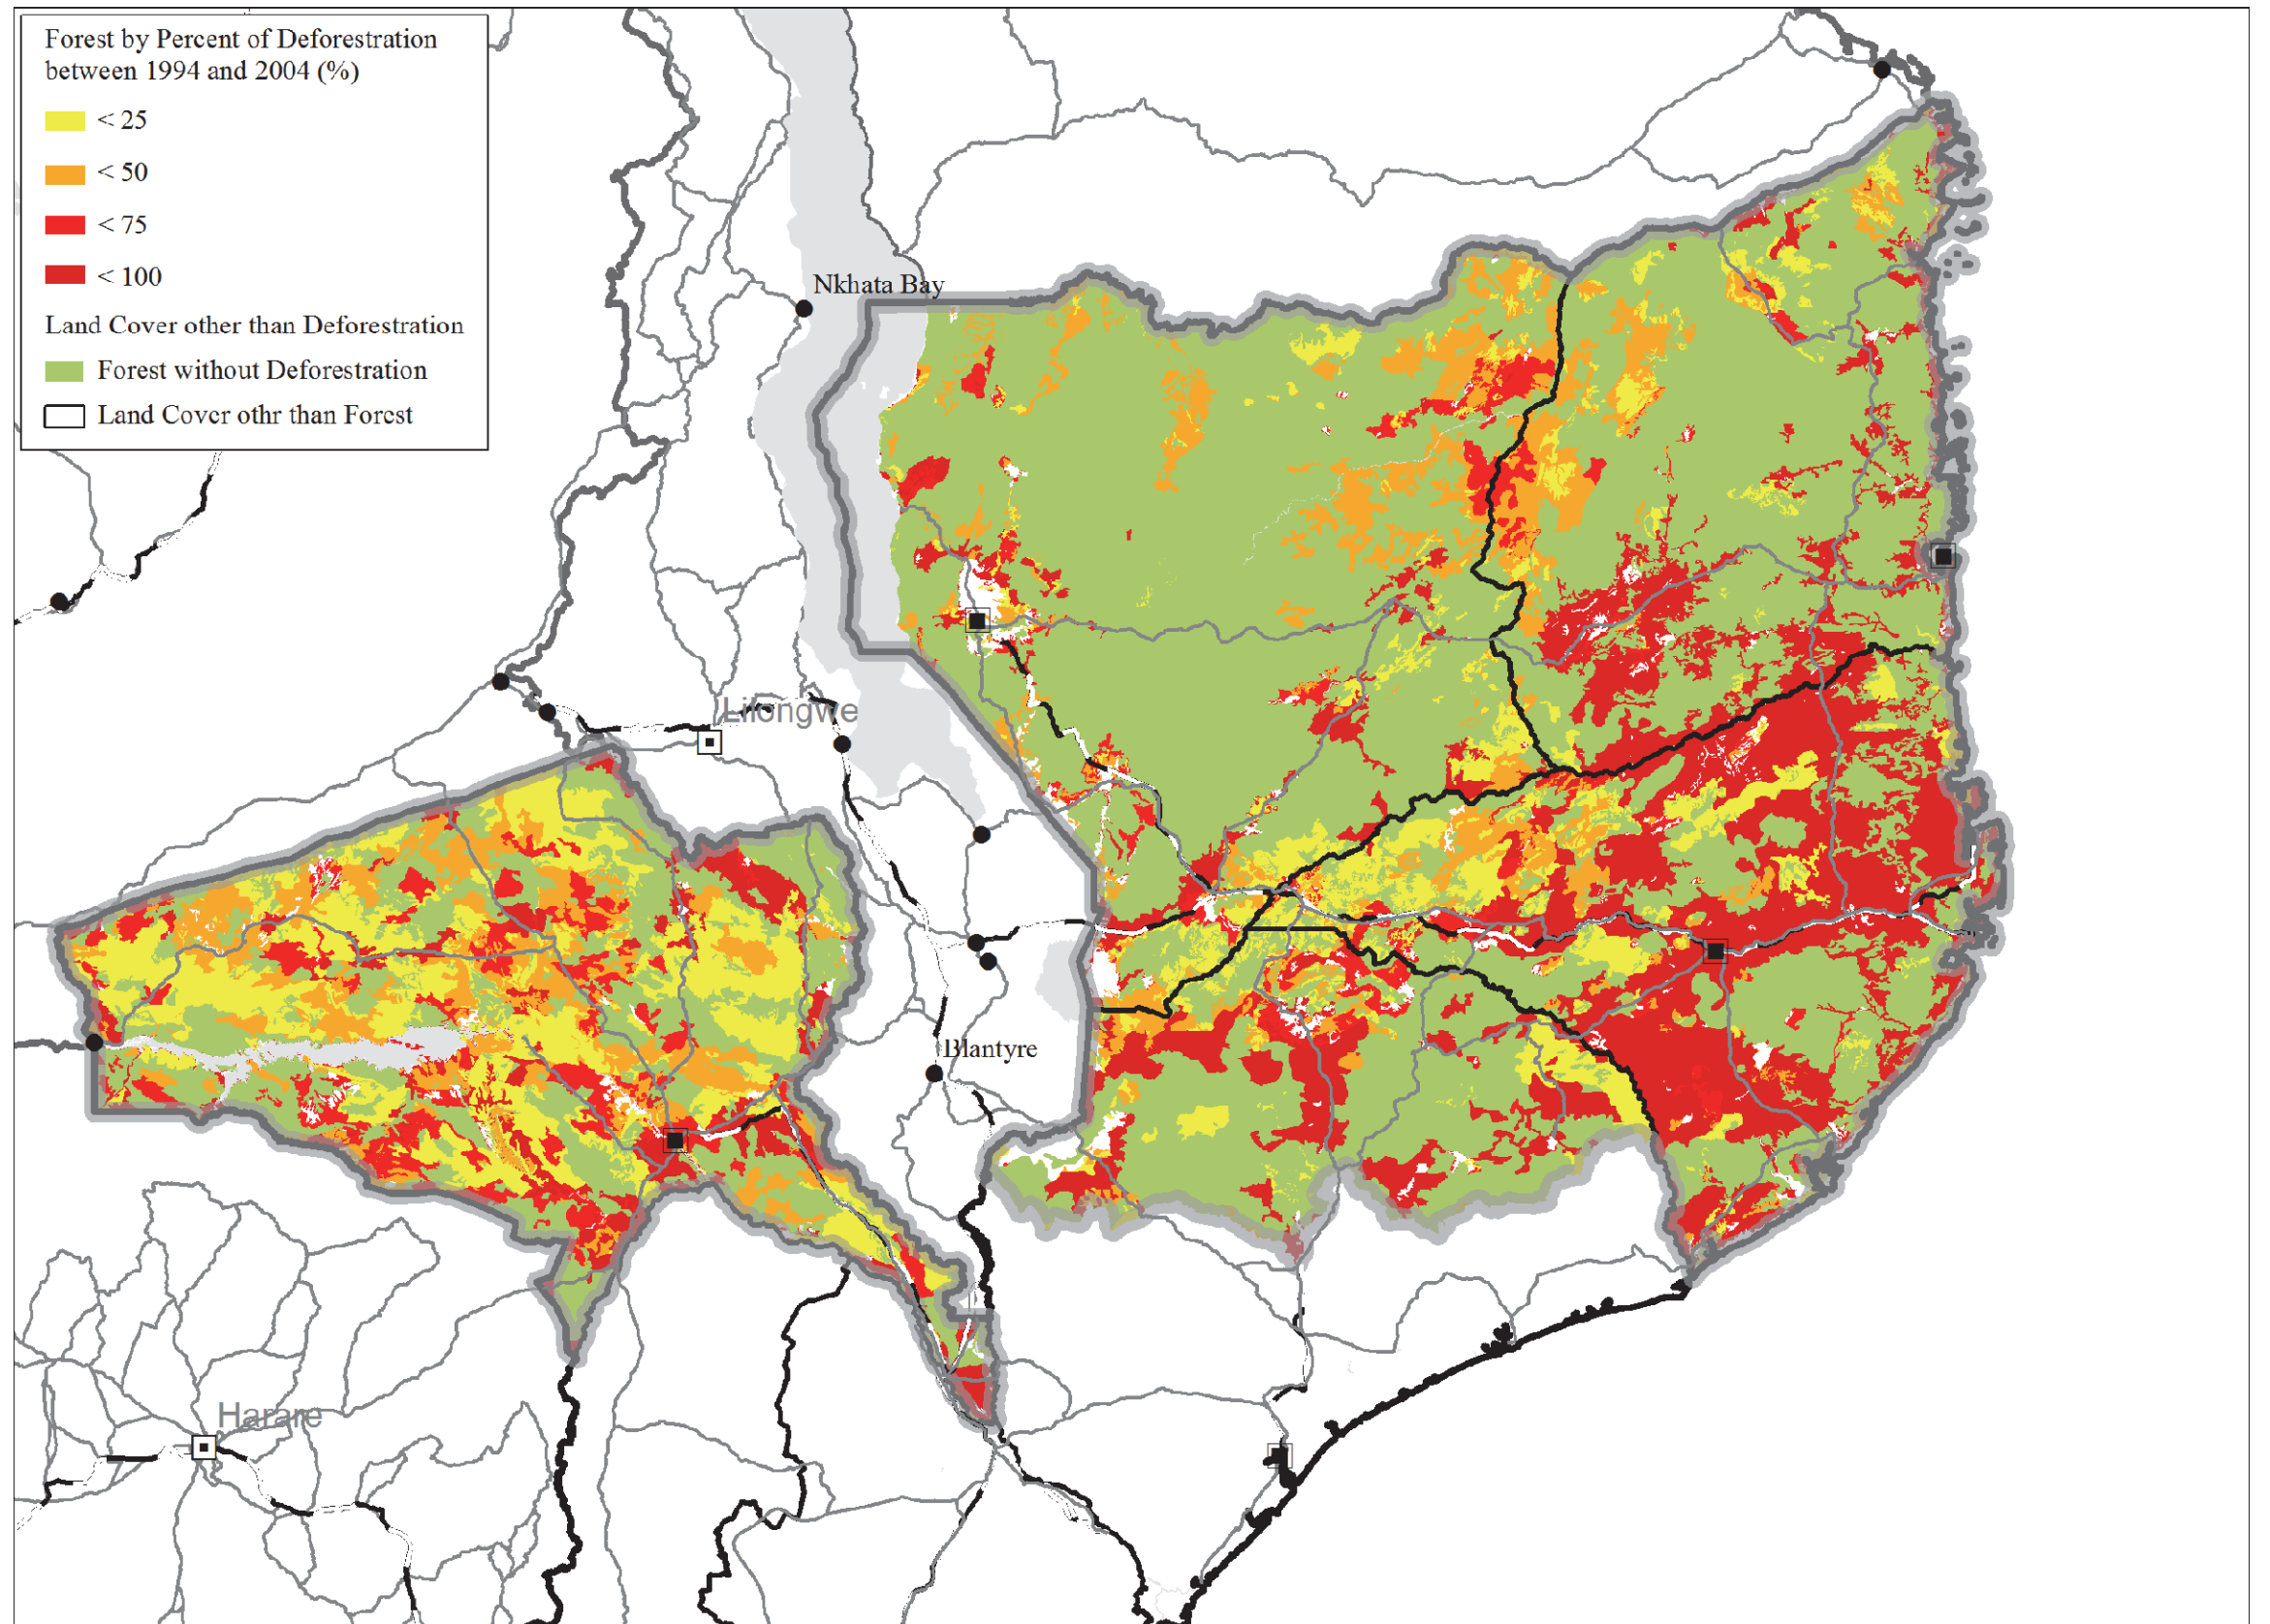 Forest by Percent of Deforestration
between 1994 and 2004 (%)
< 25
< 50
< 75
< 100
Land Cover other than Deforestration
Forest without Deforestration
Land Cover othr than Forest
Nkhata Bay
Lilongwe
Blantyre
Harare